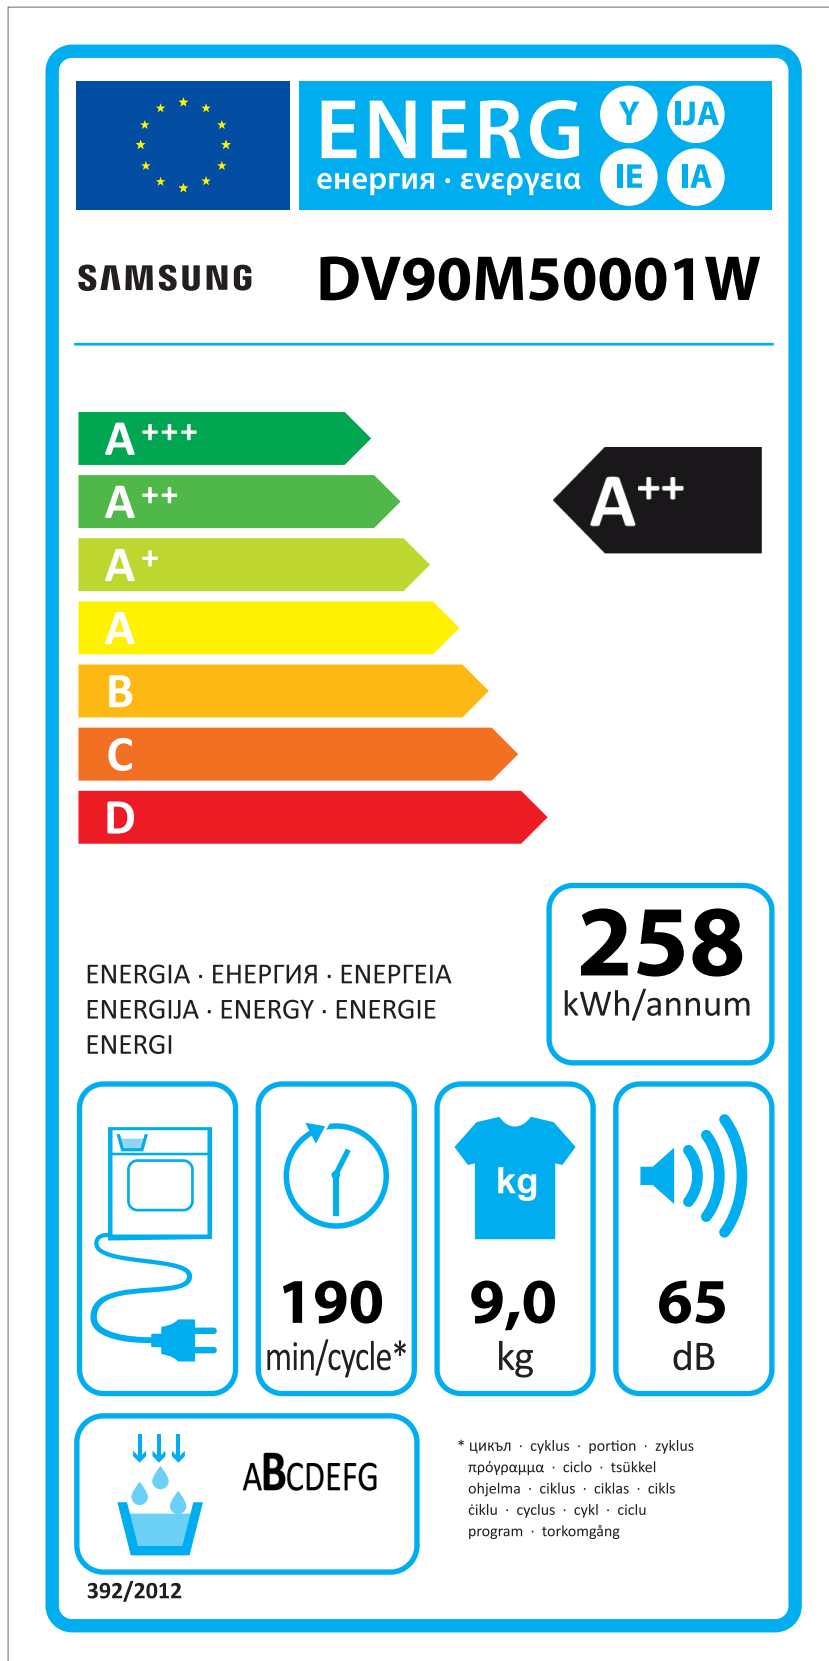 ENERG
Y IJA
IE IA
енергия · ενεργεια
SAMSUNG DV90M50001W
A+++
A++
A++
A+
A
B
C
D
258
kWh/annum
ENERGIA · ЕНЕРГИЯ · ΕΝΕΡΓΕΙΑ
ENERGIJA · ENERGY · ENERGIE
ENERGI
kg
190
min/cycle*
9,0
kg
65
dB
ABCDEFG
* цикъл · cyklus · portion · zyklus
πρόγραμμα · ciclo · tsükkel
ohjelma · ciklus · ciklas · cikls
ċiklu · cyclus · cykl · ciclu
program · torkomgång
392/2012